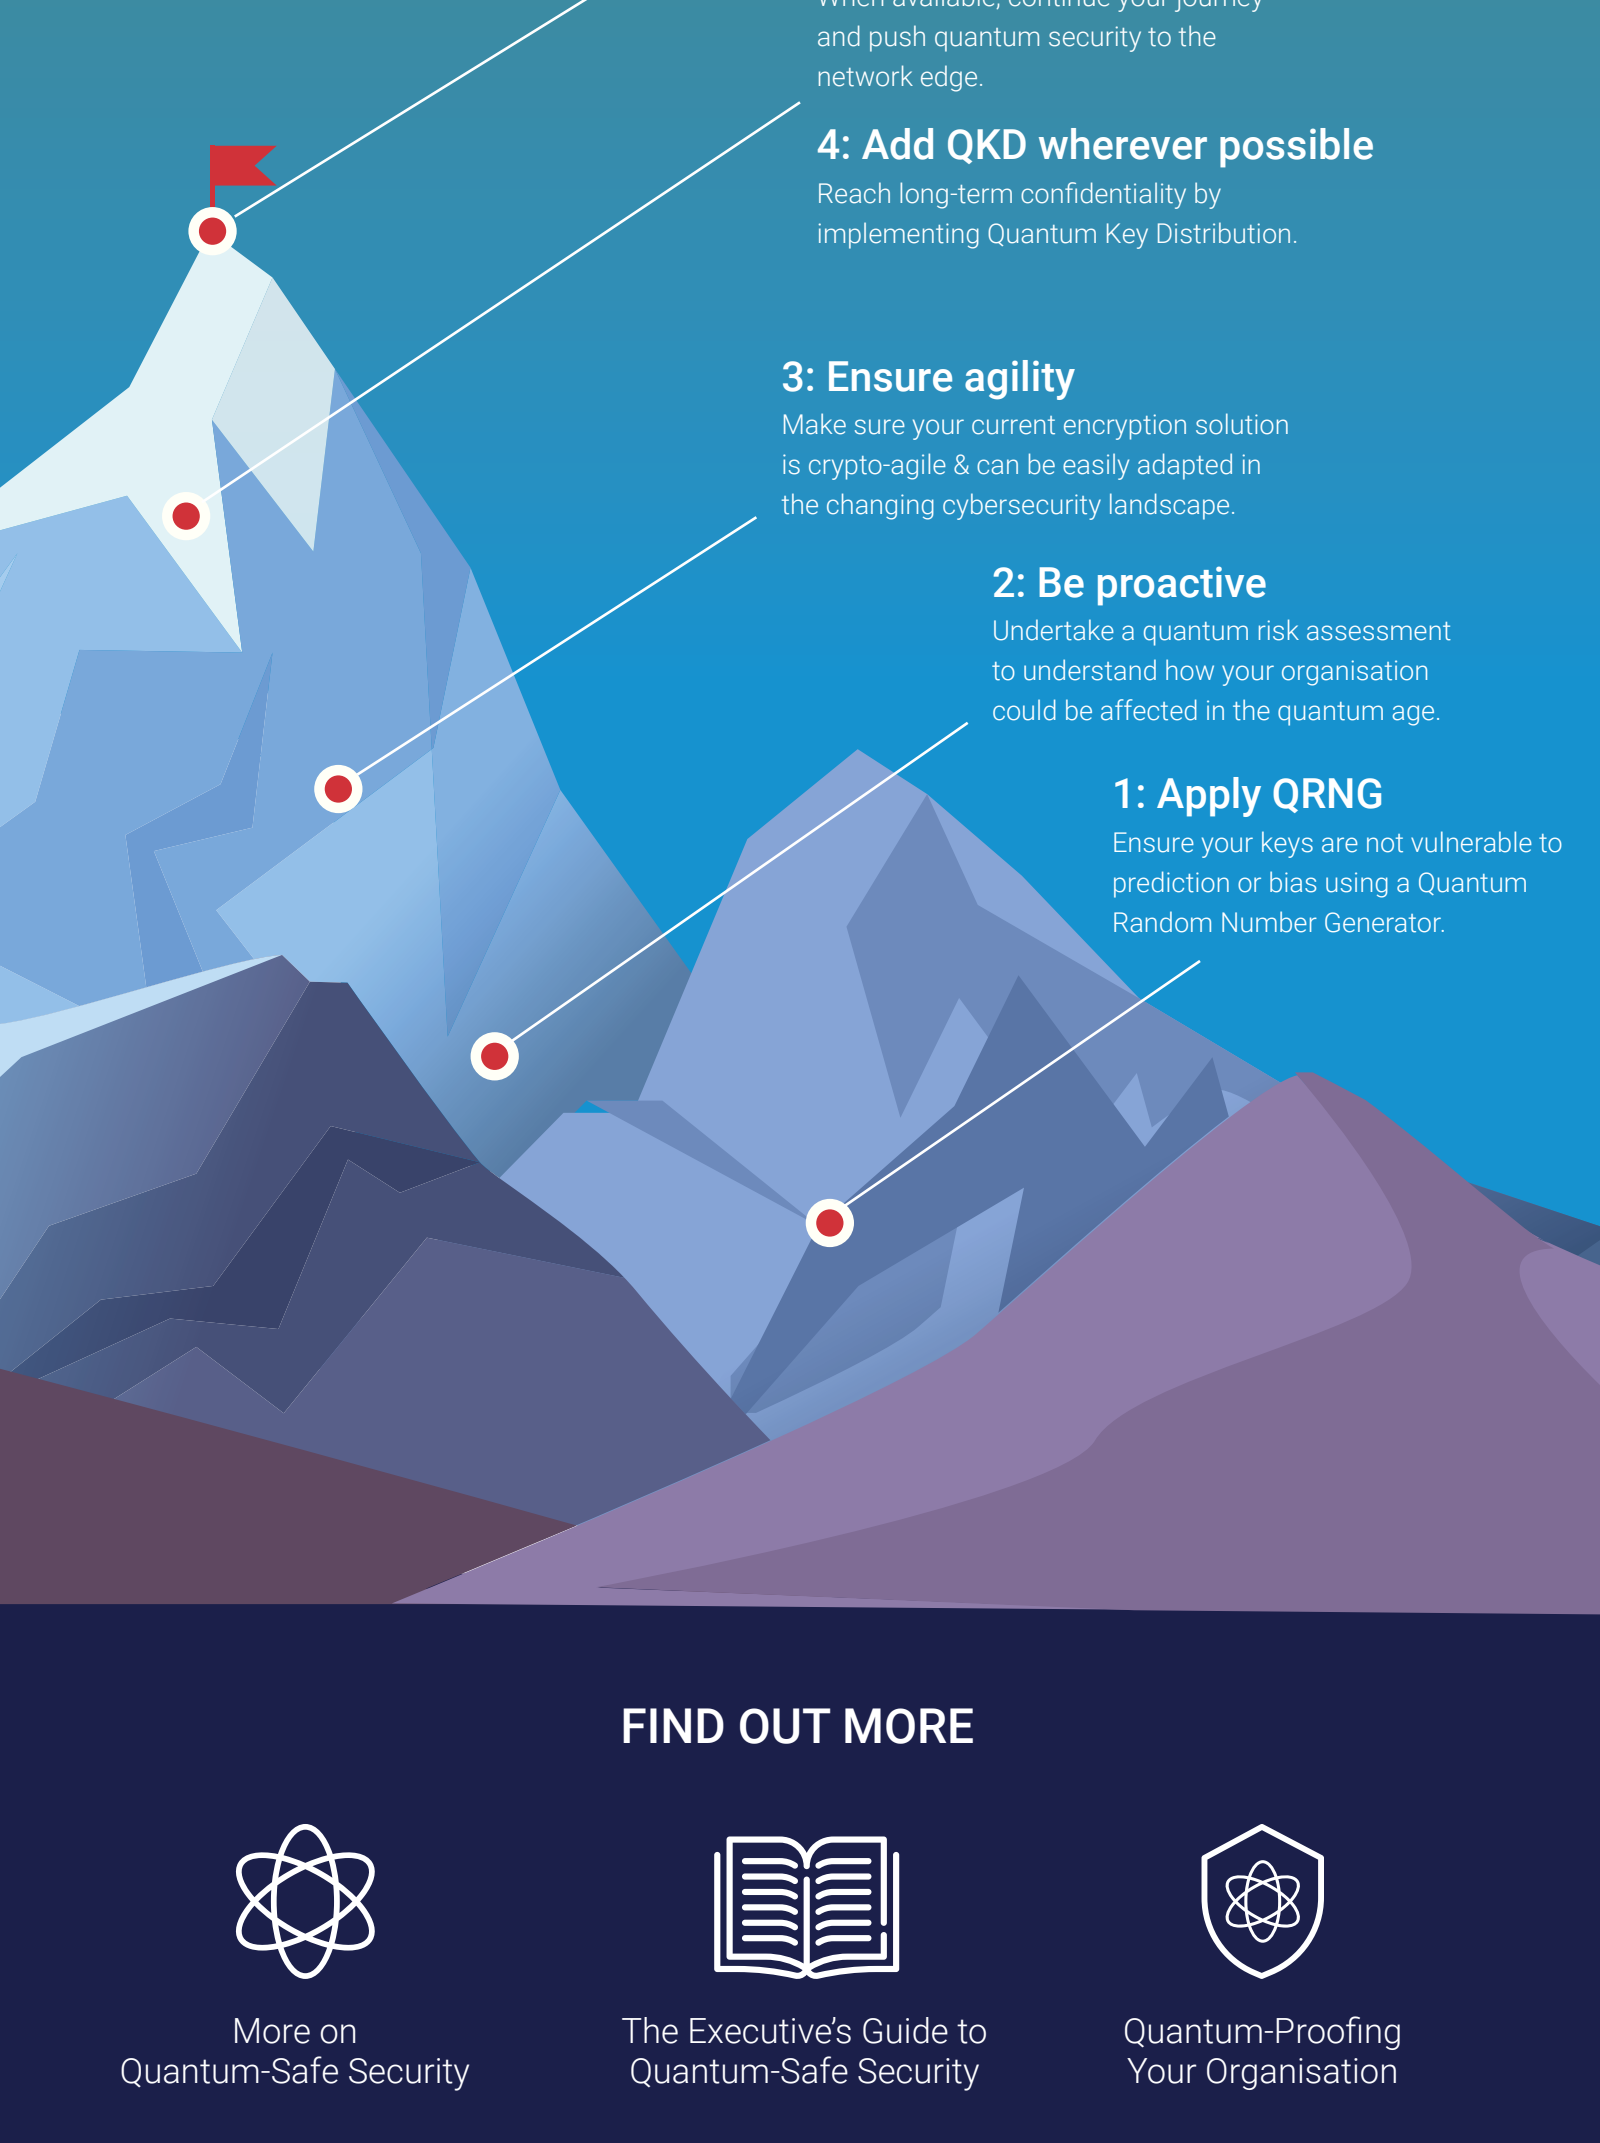 When available, continue your journey
and push quantum security to the
network edge.
4: Add QKD wherever possible
Reach long-term confidentiality by
implementing Quantum Key Distribution.
3: Ensure agility
Make sure your current encryption solution
is crypto-agile & can be easily adapted in
the changing cybersecurity landscape.
2: Be proactive
Undertake a quantum risk assessment
to understand how your organisation
could be affected in the quantum age.
1: Apply QRNG
Ensure your keys are not vulnerable to
prediction or bias using a Quantum
Random Number Generator.
FIND OUT MORE
More on
Quantum-Safe Security
The Executive’s Guide to
Quantum-Safe Security
Quantum-Proofing
Your Organisation